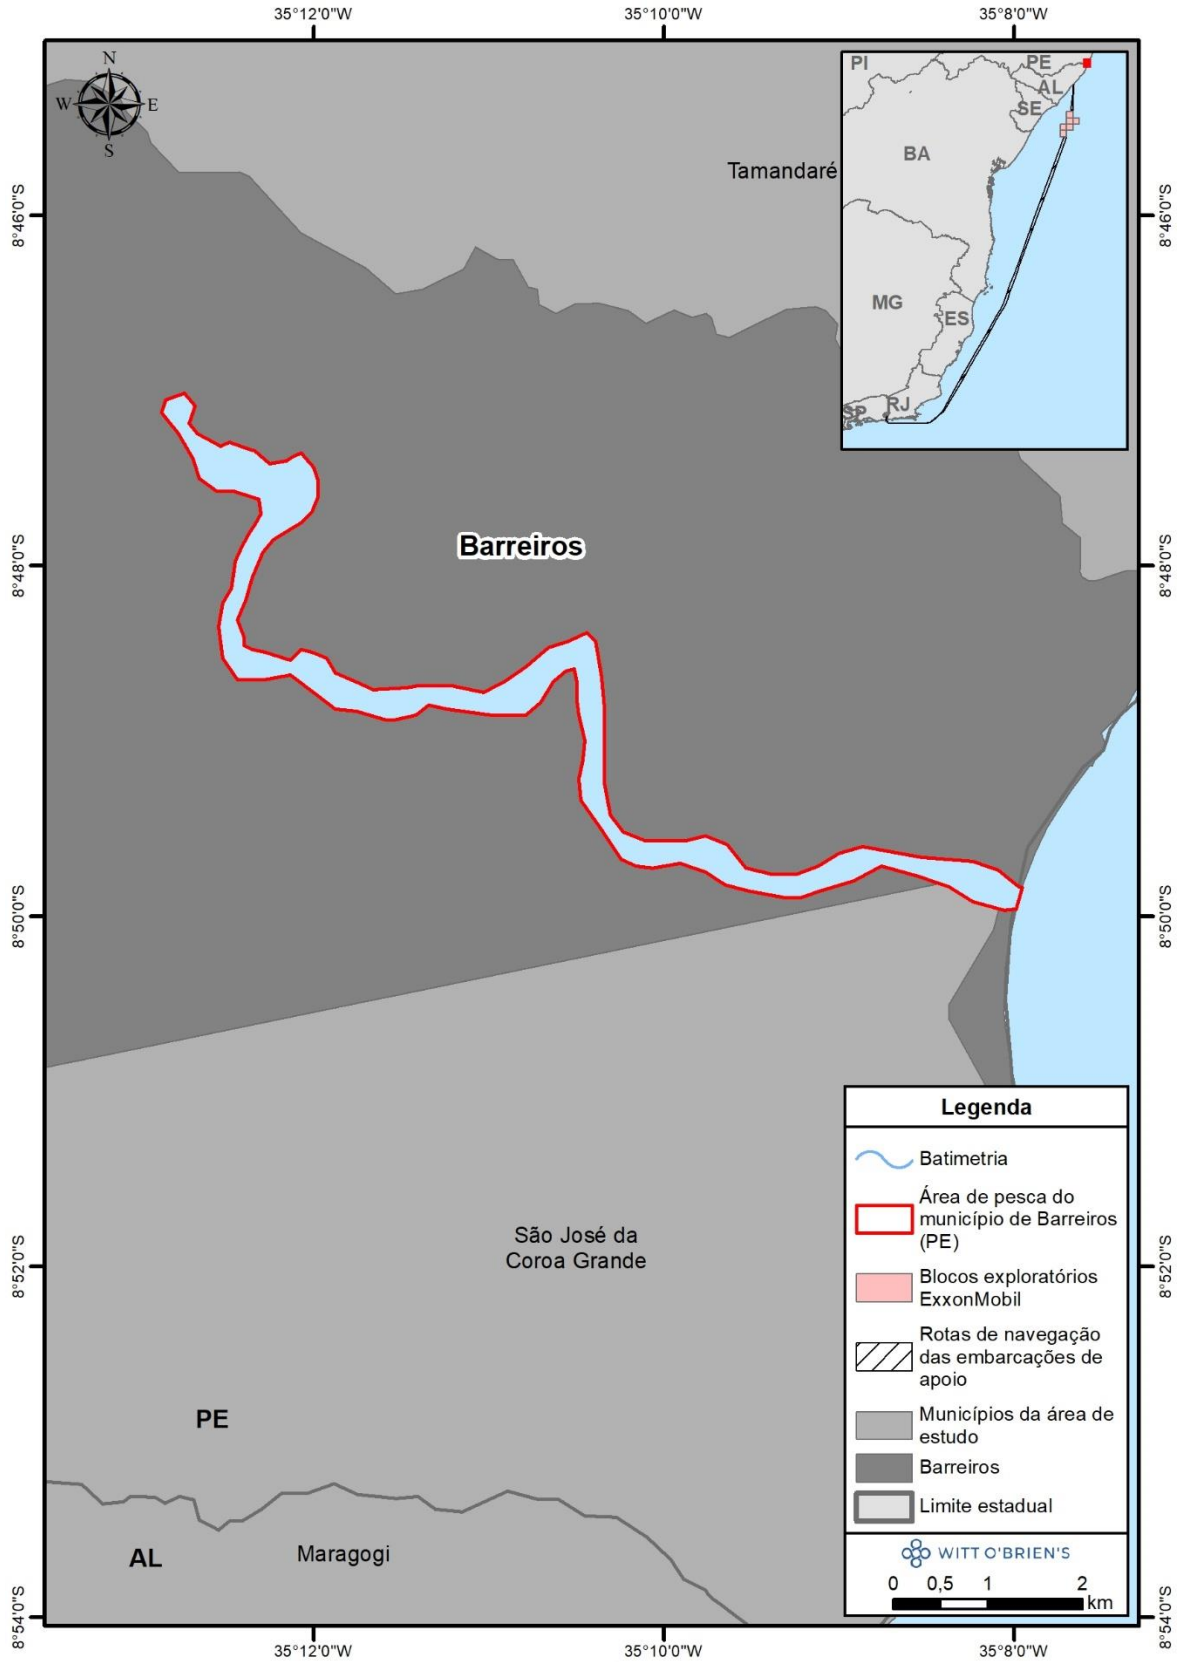 35°12'0"W
35°10'0"W
35°8'0"W
N
W
E
S
8°46'0"S
8°46'0"S
Tamandaré
PI
PE
AL
SE
BA
MG
ES
RJ
SP
8°48'0"S
8°48'0"S
Barreiros
8°50'0"S
8°50'0"S
São José da
Coroa Grande
8°52'0"S
8°52'0"S
PE
AL
Maragogi
8°54'0"S
8°54'0"S
Legenda
Batimetria
Área de pesca do
município de Barreiros
(PE)
Blocos exploratórios
ExxonMobil
Rotas de navegação
das embarcações de
apoio
Municípios da área de
estudo
Barreiros
Limite estadual
WITT O'BRIEN'S
0 0,5 1 2
km
35°12'0"W
35°10'0"W
35°8'0"W